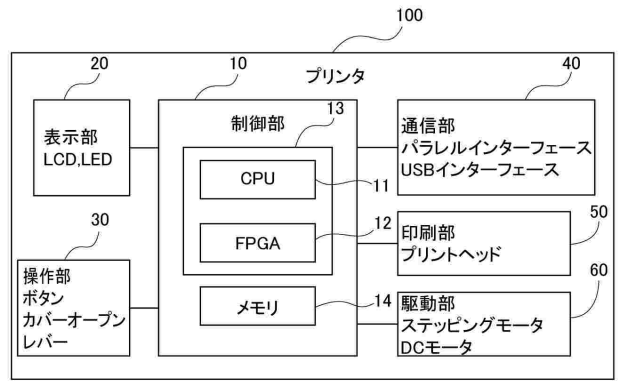 100
プリンタ
20
表示部
LCD,LED
10
制御部
13
CPU
11
FPGA
12
メモリ
14
30
操作部
ボタン
カバーオープン
レバー
40
通信部
パラレルインターフェース
USBインターフェース
50
印刷部
プリントヘッド
60
駆動部
ステッピングモータ
DCモータ